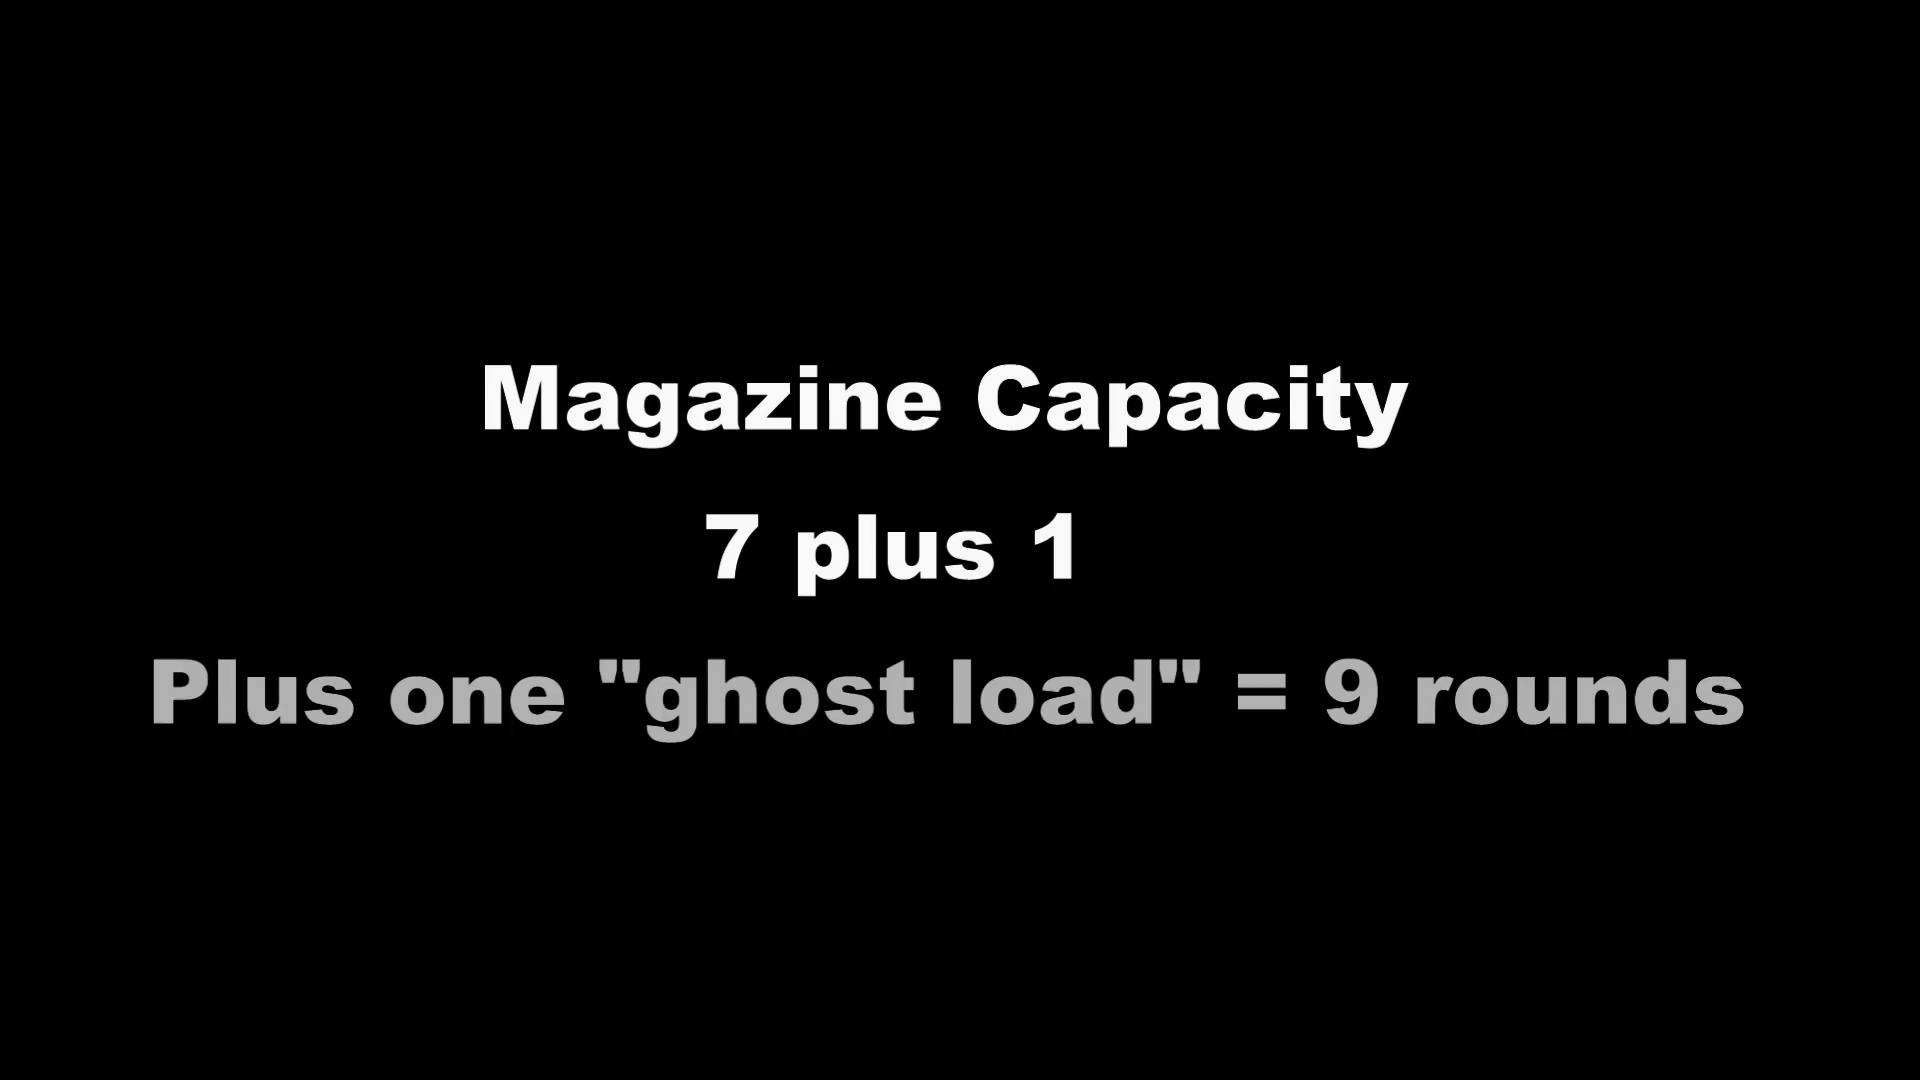 Magazine Capacity
7 plus 1
Plus one "ghost load" = 9 rounds